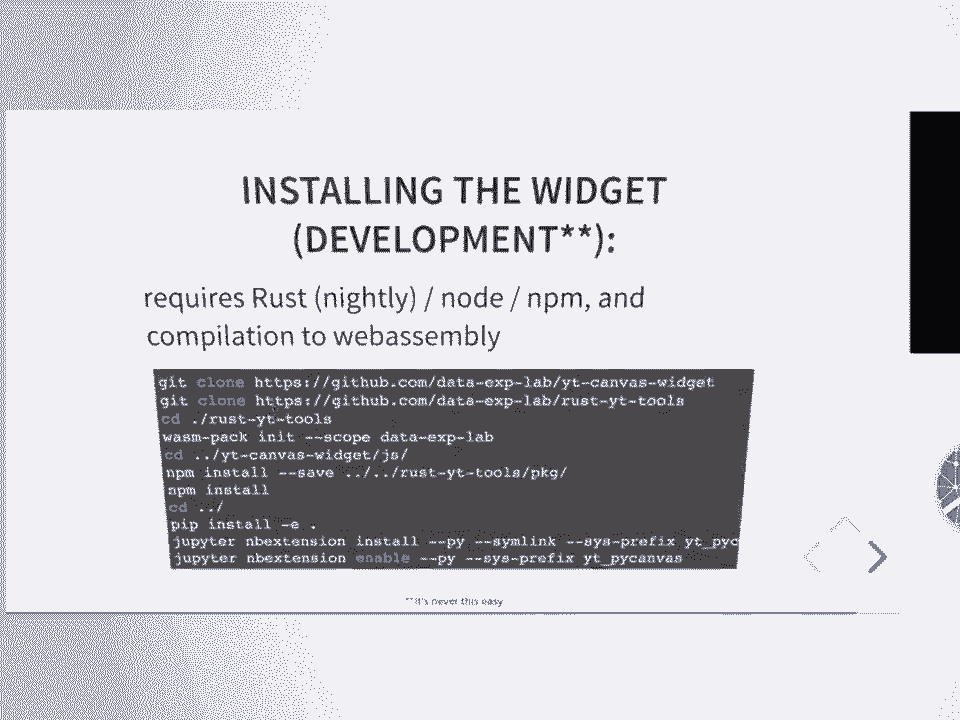 INSTALLING THE WIDGET
(DEVELOPMENT**):
requires Rust (nightly) / node / npm, and
compilation to webassembly
git clone https://github.com/data-exp-lab/yt-canvas-widget
git clone https://github.com/data-exp-lab/rust-yt-tools
cd ./rust-yt-tools
wasm-pack init --scope data-exp-lab
cd ../yt-canvas-widget/js/
npm install --save ../../rust-yt-tools/pkg/
npm install
cd ../
pip install -e .
jupyter nbextension install --py --symlink --sys-prefix yt_pyc
jupyter nbextension enable --py --sys-prefix yt_pycanvas
**it's never this easy